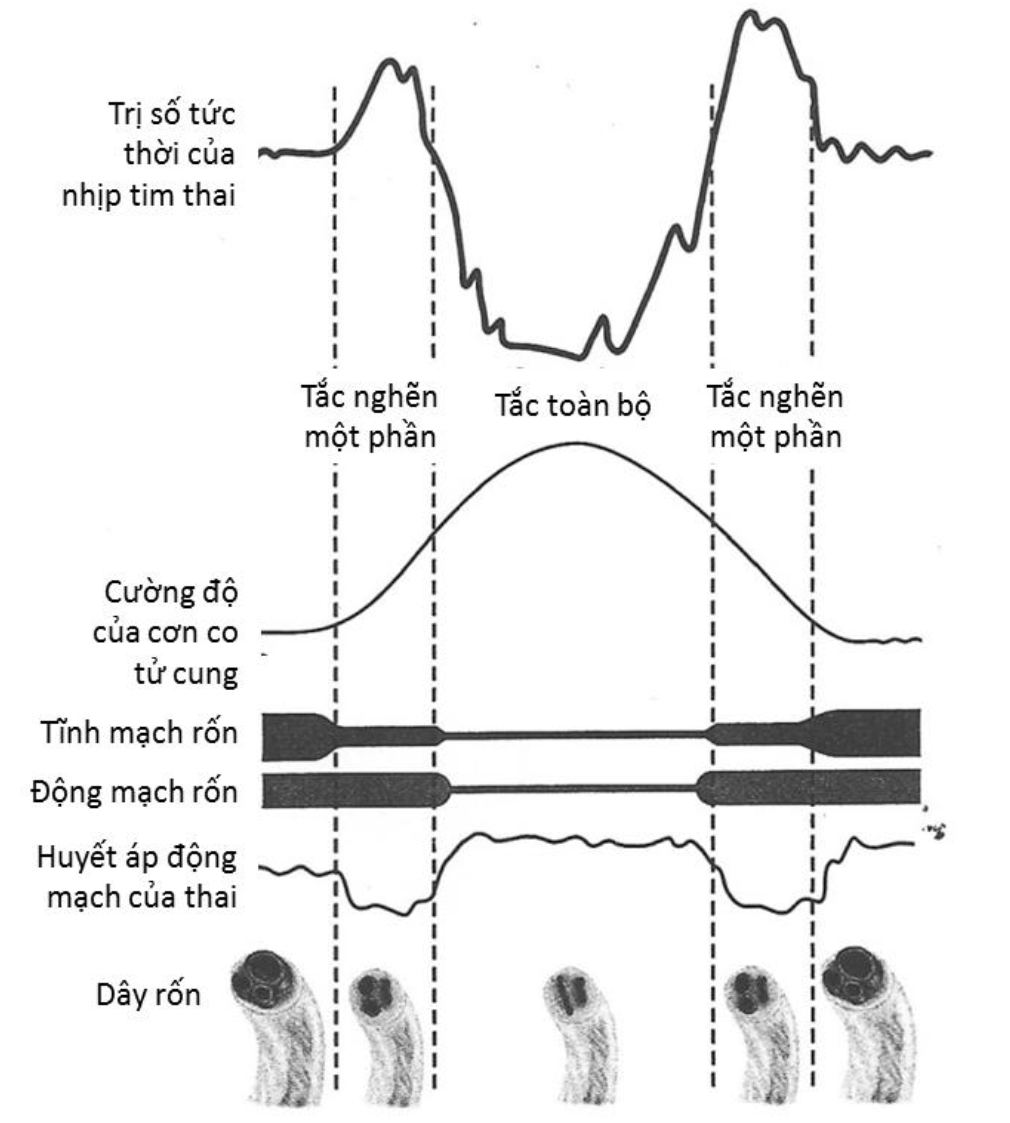 Trị số tức
thời của
nhịp tim thai
Tắc nghẽn
một phần
Tắc toàn bộ
Tắc nghẽn
một phần
Cường độ
của cơn co
tử cung
Tĩnh mạch rốn
Động mạch rốn
Huyết áp động
mạch của thai
Dây rốn